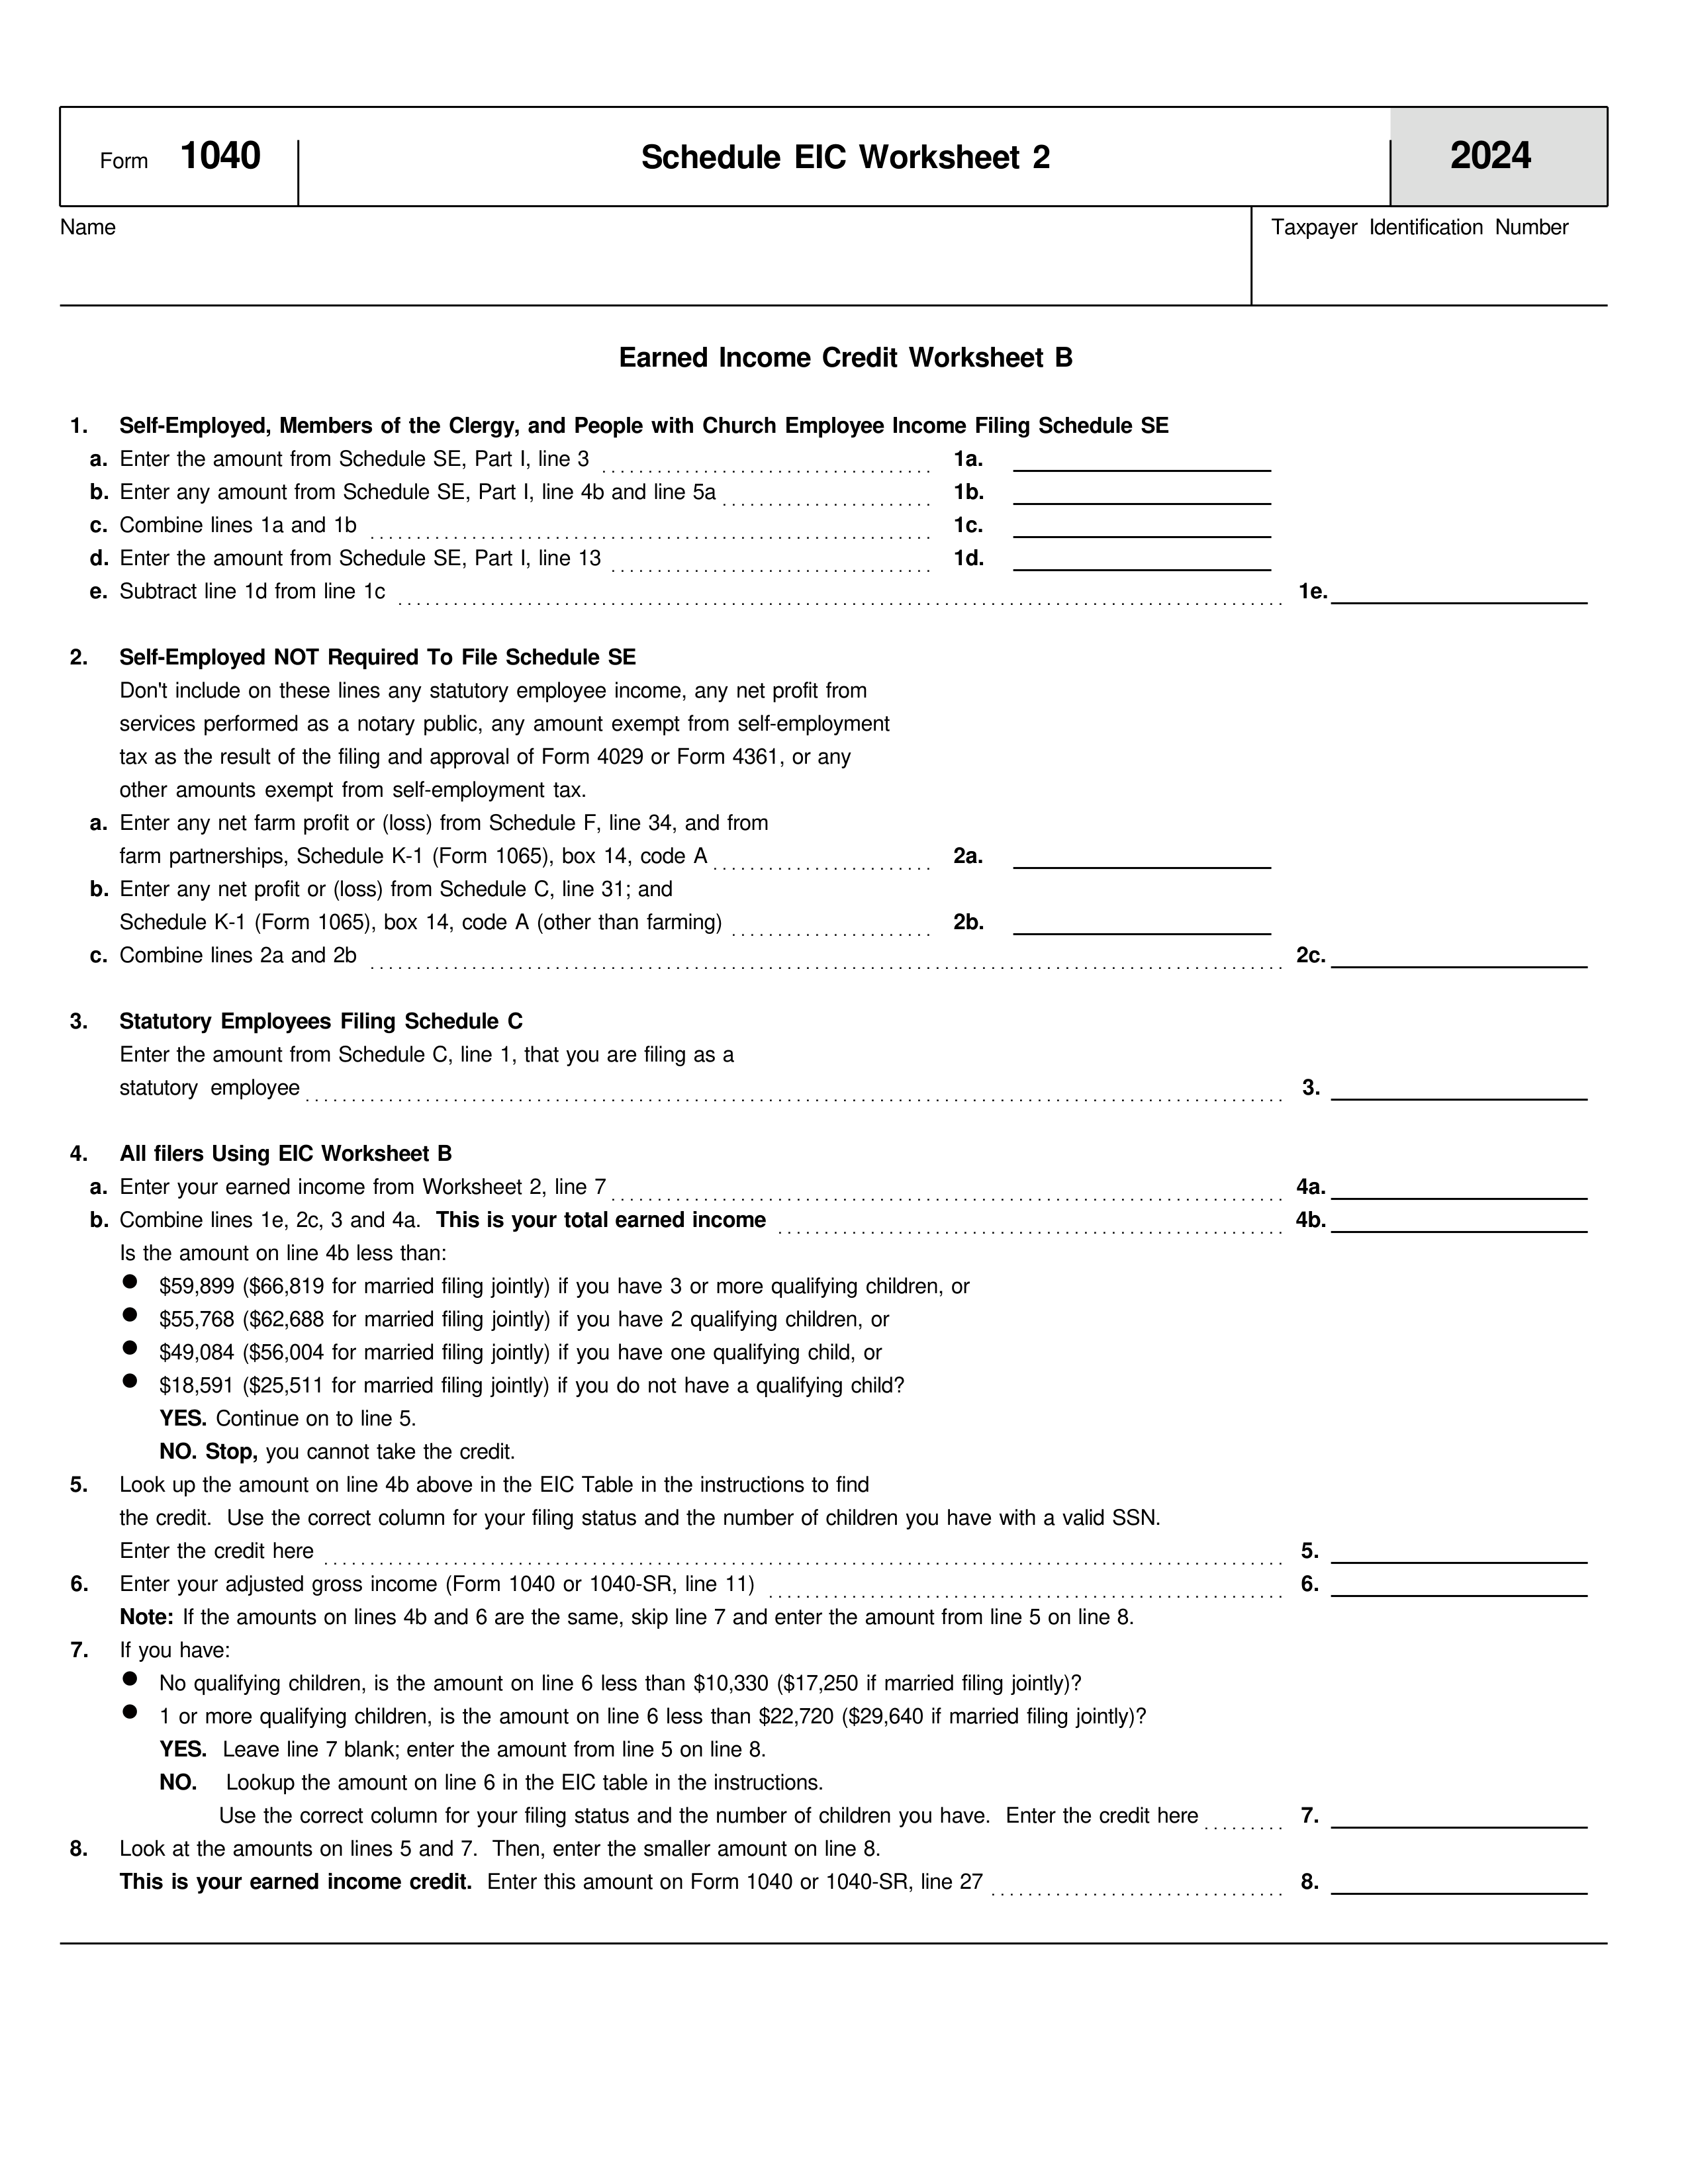 Form 1040 Schedule EIC Worksheet 2 2024
Name Taxpayer Identification Number
Earned Income Credit Worksheet B
1. Self-Employed, Members of the Clergy, and People with Church Employee Income Filing Schedule SE
a. Enter the amount from Schedule SE, Part I, line 3 1a.
b. Enter any amount from Schedule SE, Part I, line 4b and line 5a 1b.
c. Combine lines 1a and 1b 1c.
d. Enter the amount from Schedule SE, Part I, line 13 1d.
e. Subtract line 1d from line 1c 1e.
2. Self-Employed NOT Required To File Schedule SE
Don't include on these lines any statutory employee income, any net profit from
services performed as a notary public, any amount exempt from self-employment
tax as the result of the filing and approval of Form 4029 or Form 4361, or any
other amounts exempt from self-employment tax.
a. Enter any net farm profit or (loss) from Schedule F, line 34, and from
farm partnerships, Schedule K-1 (Form 1065), box 14, code A 2a.
b. Enter any net profit or (loss) from Schedule C, line 31; and
Schedule K-1 (Form 1065), box 14, code A (other than farming) 2b.
c. Combine lines 2a and 2b 2c.
3. Statutory Employees Filing Schedule C
Enter the amount from Schedule C, line 1, that you are filing as a
statutory employee 3.
4. All filers Using EIC Worksheet B
a. Enter your earned income from Worksheet 2, line 7 4a.
b. Combine lines 1e, 2c, 3 and 4a. This is your total earned income 4b.
Is the amount on line 4b less than:
● $59,899 ($66,819 for married filing jointly) if you have 3 or more qualifying children, or
● $55,768 ($62,688 for married filing jointly) if you have 2 qualifying children, or
● $49,084 ($56,004 for married filing jointly) if you have one qualifying child, or
● $18,591 ($25,511 for married filing jointly) if you do not have a qualifying child?
YES. Continue on to line 5.
NO. Stop, you cannot take the credit.
5. Look up the amount on line 4b above in the EIC Table in the instructions to find
the credit. Use the correct column for your filing status and the number of children you have with a valid SSN.
Enter the credit here 5.
6. Enter your adjusted gross income (Form 1040 or 1040-SR, line 11) 6.
Note: If the amounts on lines 4b and 6 are the same, skip line 7 and enter the amount from line 5 on line 8.
7. If you have:
● No qualifying children, is the amount on line 6 less than $10,330 ($17,250 if married filing jointly)?
● 1 or more qualifying children, is the amount on line 6 less than $22,720 ($29,640 if married filing jointly)?
YES. Leave line 7 blank; enter the amount from line 5 on line 8.
NO. Lookup the amount on line 6 in the EIC table in the instructions.
Use the correct column for your filing status and the number of children you have. Enter the credit here 7.
8. Look at the amounts on lines 5 and 7. Then, enter the smaller amount on line 8.
This is your earned income credit. Enter this amount on Form 1040 or 1040-SR, line 27 8.